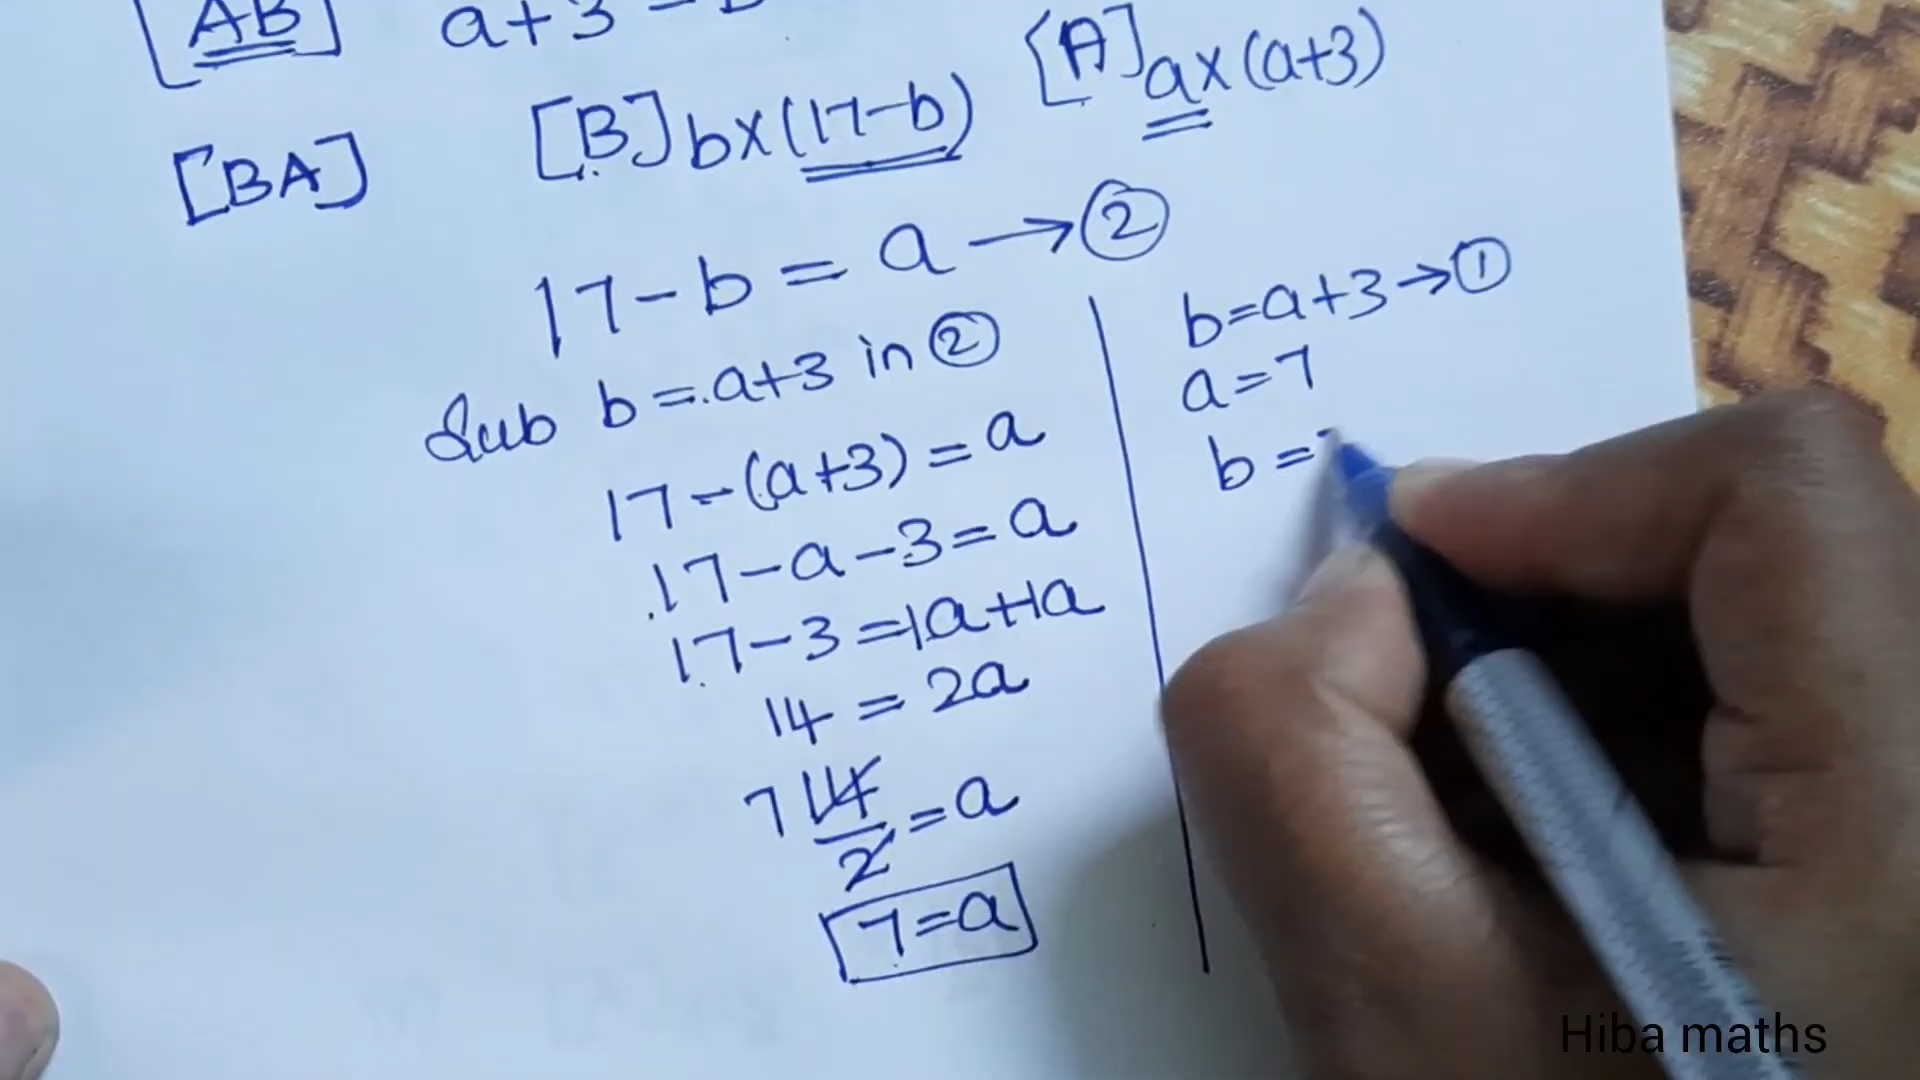 [AB] a+3 = b
[A]a×(a+3)
[B]b×(17-b)
[BA]
17-b = a → ②
Sub b = a+3 in ②
17-(a+3) = a
17-a-3 = a
17-3 = 1a+1a
14 = 2a
7 14/2 = a
7=a
b=a+3→①
a=7
b=
Hiba maths